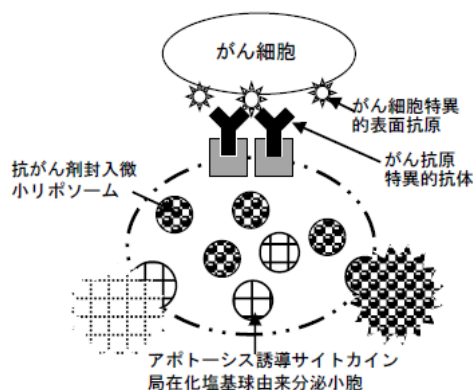 がん細胞
がん細胞特異
的表面抗原
がん抗原
特異的抗体
抗がん剤封入微
小リポソーム
アポトーシス誘導サイトカイン
局在化塩基球由来分泌小胞